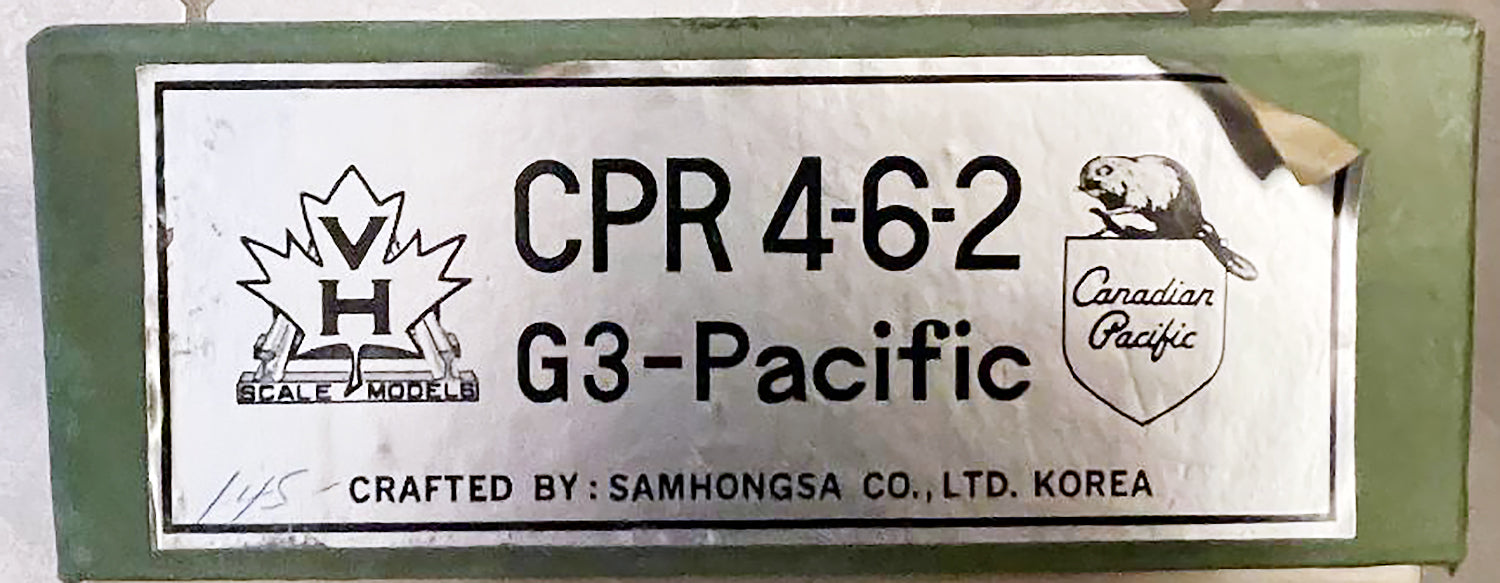 V
H
SCALE MODELS
CPR 4-6-2
G3-Pacific
Canadian
Pacific
145 -
CRAFTED BY: SAMHONGSA CO., LTD. KOREA